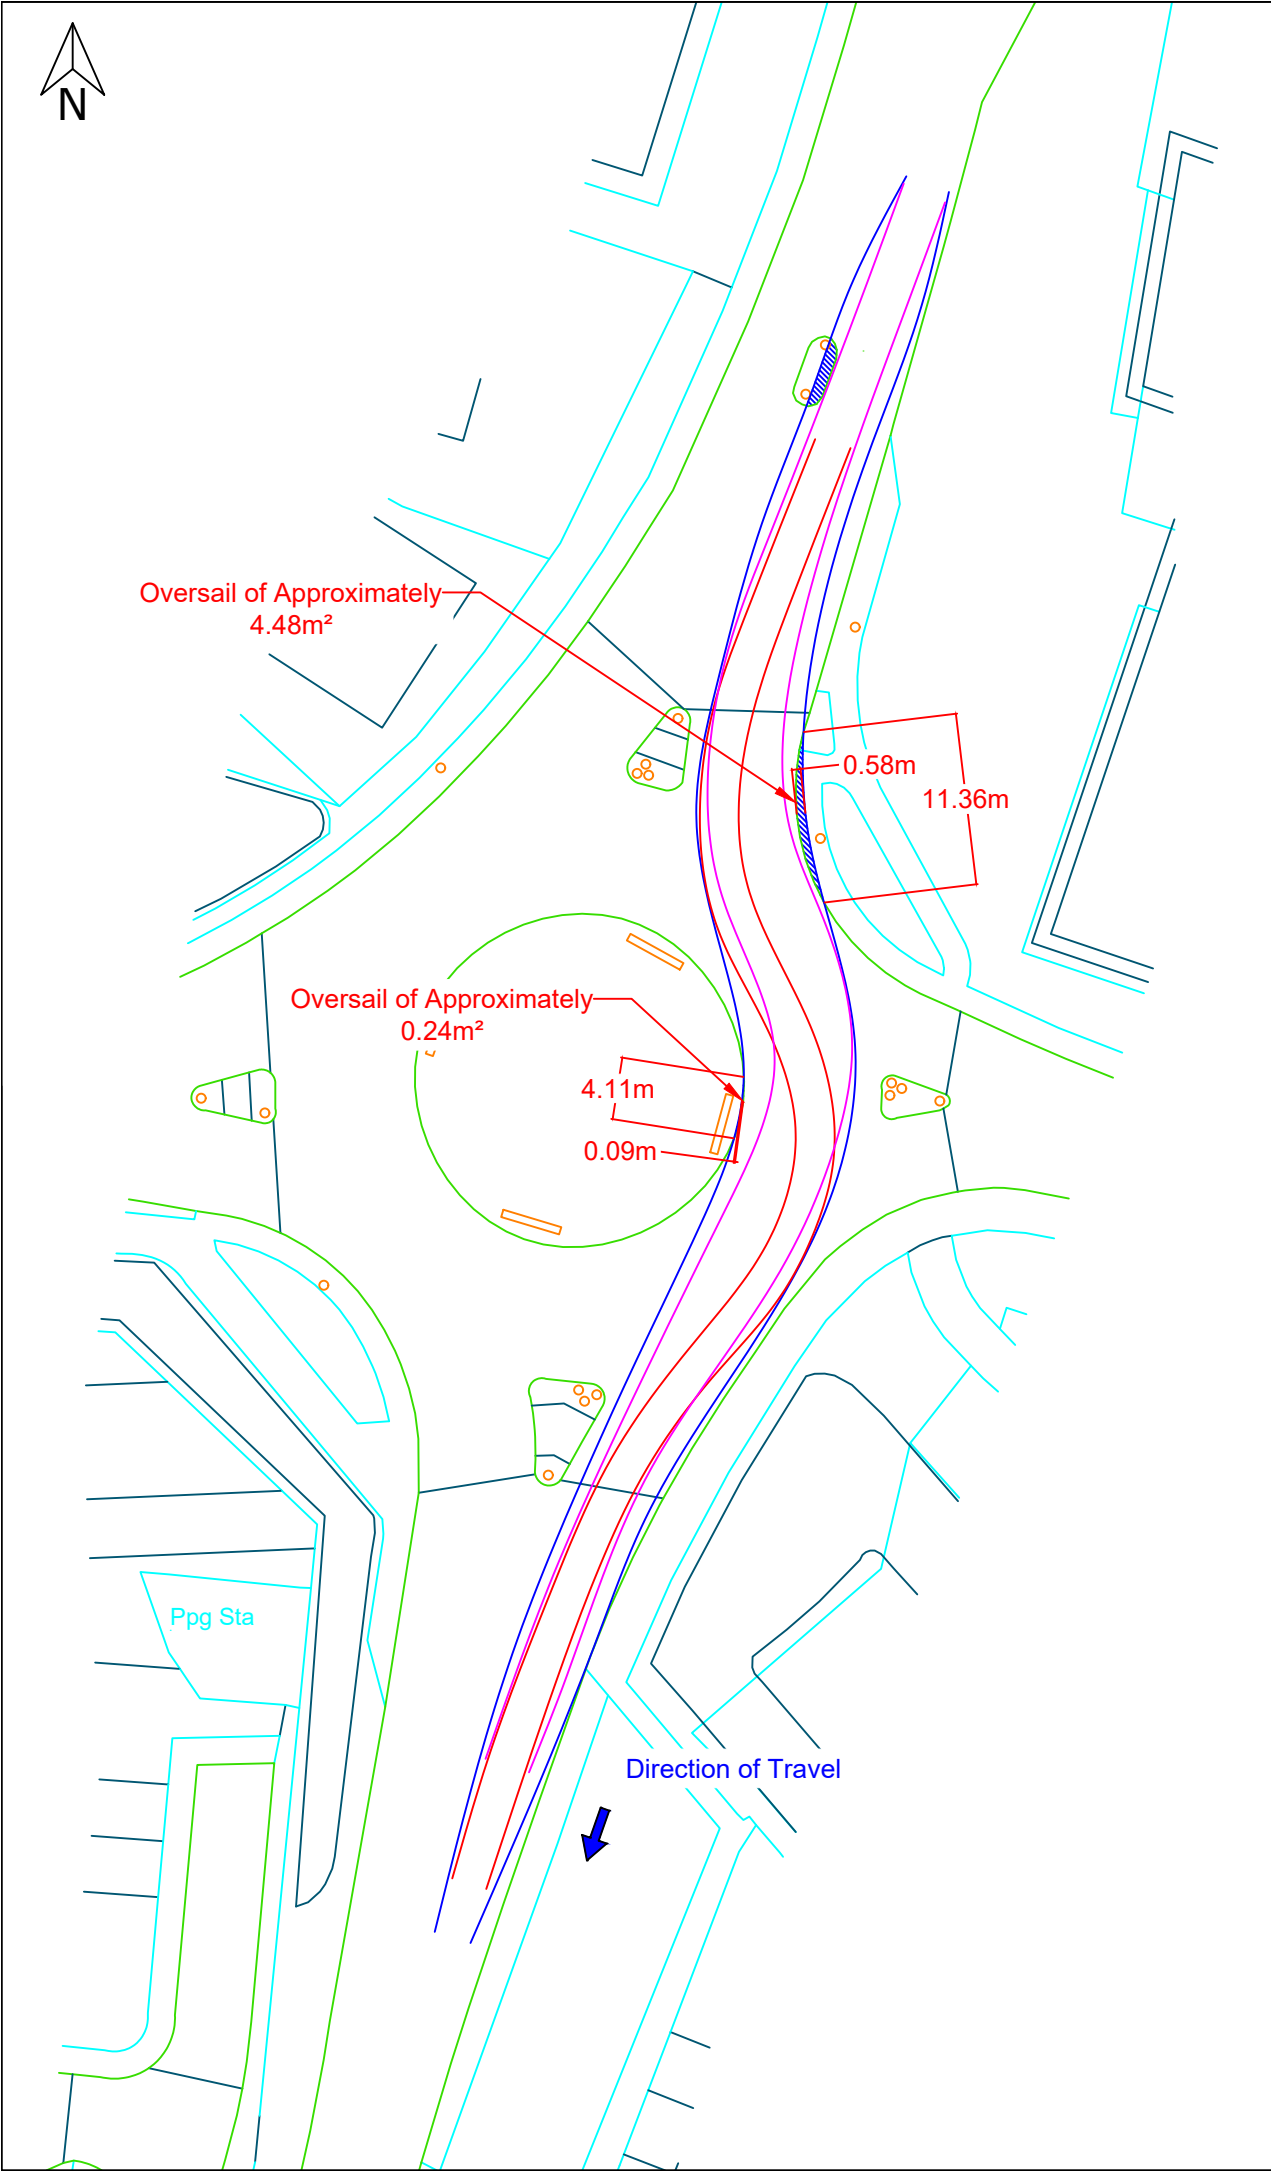 N
Oversail of Approximately
4.48m²
0.58m
11.36m
Oversail of Approximately
0.24m²
4.11m
0.09m
Ppg Sta
Direction of Travel